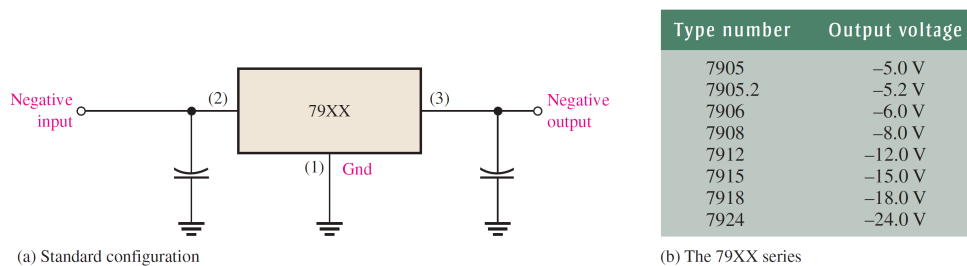 Negative
input
(2)
79XX
(3)
Negative
output
(1)
Gnd
(a) Standard configuration
Type number Output voltage
7905 –5.0 V
7905.2 –5.2 V
7906 –6.0 V
7908 –8.0 V
7912 –12.0 V
7915 –15.0 V
7918 –18.0 V
7924 –24.0 V
(b) The 79XX series